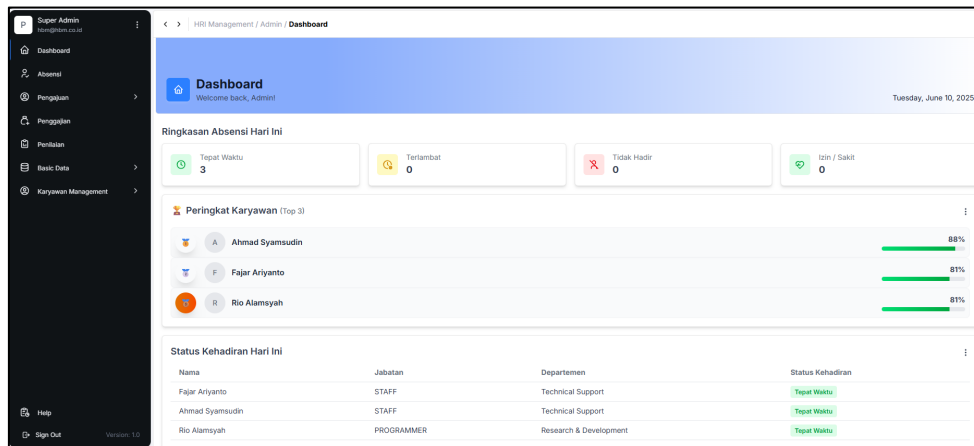 P
Super Admin
hbm@hbm.co.id
Dashboard
Absensi
Pengajuan
Penggajian
Penilaian
Basic Data
Karyawan Management
Help
Sign Out Version: 1.0
HRI Management / Admin / Dashboard
Dashboard
Welcome back, Admin!
Tuesday, June 10, 2025
Ringkasan Absensi Hari Ini
Tepat Waktu
3
Terlambat
0
Tidak Hadir
0
Izin / Sakit
0
Peringkat Karyawan (Top 3)
A Ahmad Syamsudin 88%
F Fajar Ariyanto 81%
R Rio Alamsyah 81%
Status Kehadiran Hari Ini
Nama Jabatan Departemen Status Kehadiran
Fajar Ariyanto STAFF Technical Support Tepat Waktu
Ahmad Syamsudin STAFF Technical Support Tepat Waktu
Rio Alamsyah PROGRAMMER Research & Development Tepat Waktu